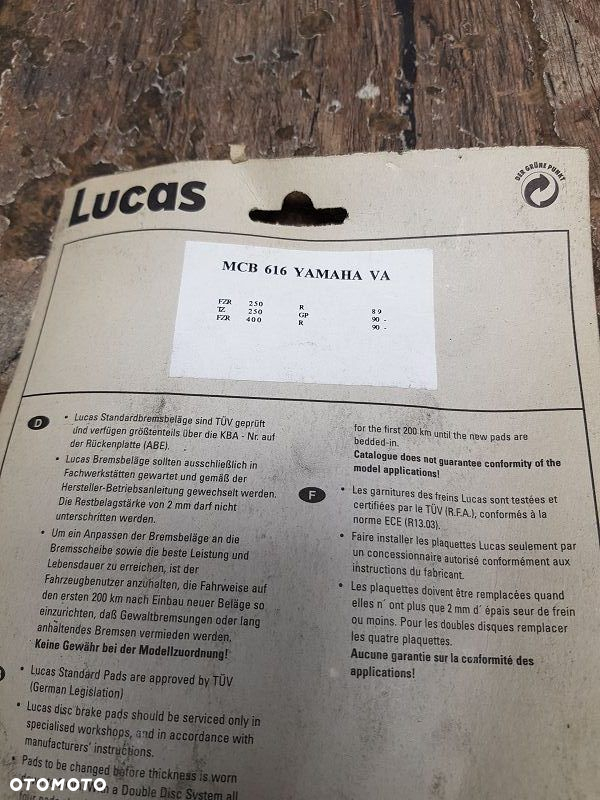 Lucas
DER GRÜNE PUNKT
MCB 616 YAMAHA VA
FZR 250 R 89
TZ 250 GP 90 -
FZR 400 R 90 -
D
• Lucas Standardbremsbeläge sind TÜV geprüft
und verfügen größtenteils über die KBA - Nr. auf
der Rückenplatte (ABE).
• Lucas Bremsbeläge sollten ausschließlich in
Fachwerkstätten gewartet und gemäß der
Hersteller-Betriebsanleitung gewechselt werden.
Die Restbelagstärke von 2 mm darf nicht
unterschritten werden.
• Um ein Anpassen der Bremsbeläge an die
Bremsscheibe sowie die beste Leistung und
Lebensdauer zu erreichen, ist der
Fahrzeugbenutzer anzuhalten, die Fahrweise auf
den ersten 200 km nach Einbau neuer Beläge so
einzurichten, daß Gewaltbremsungen oder lang
anhaltendes Bremsen vermieden werden.
Keine Gewähr bei der Modellzuordnung!
• Lucas Standard Pads are approved by TÜV
(German Legislation)
• Lucas disc brake pads should be serviced only in
specialised workshops, and in accordance with
manufacturers' instructions.
• Pads to be changed before thickness is worn
With a Double Disc System all
for the first 200 km until the new pads are
bedded-in.
Catalogue does not guarantee conformity of the
model applications!
F
• Les garnitures des freins Lucas sont testées et
certifiées par le TÜV (R.F.A.), conformés à la
norme ECE (R13.03).
• Faire installer les plaquettes Lucas seulement par
un concessionnaire autorisé conformément aux
instructions du fabricant.
• Les plaquettes doivent être remplacées quand
elles n´ ont plus que 2 mm d´ épais seur de frein
ou moins. Pour les doubles disques remplacer
les quatre plaquettes.
Aucune garantie sur la conformité des
applications!
OTOMOTO